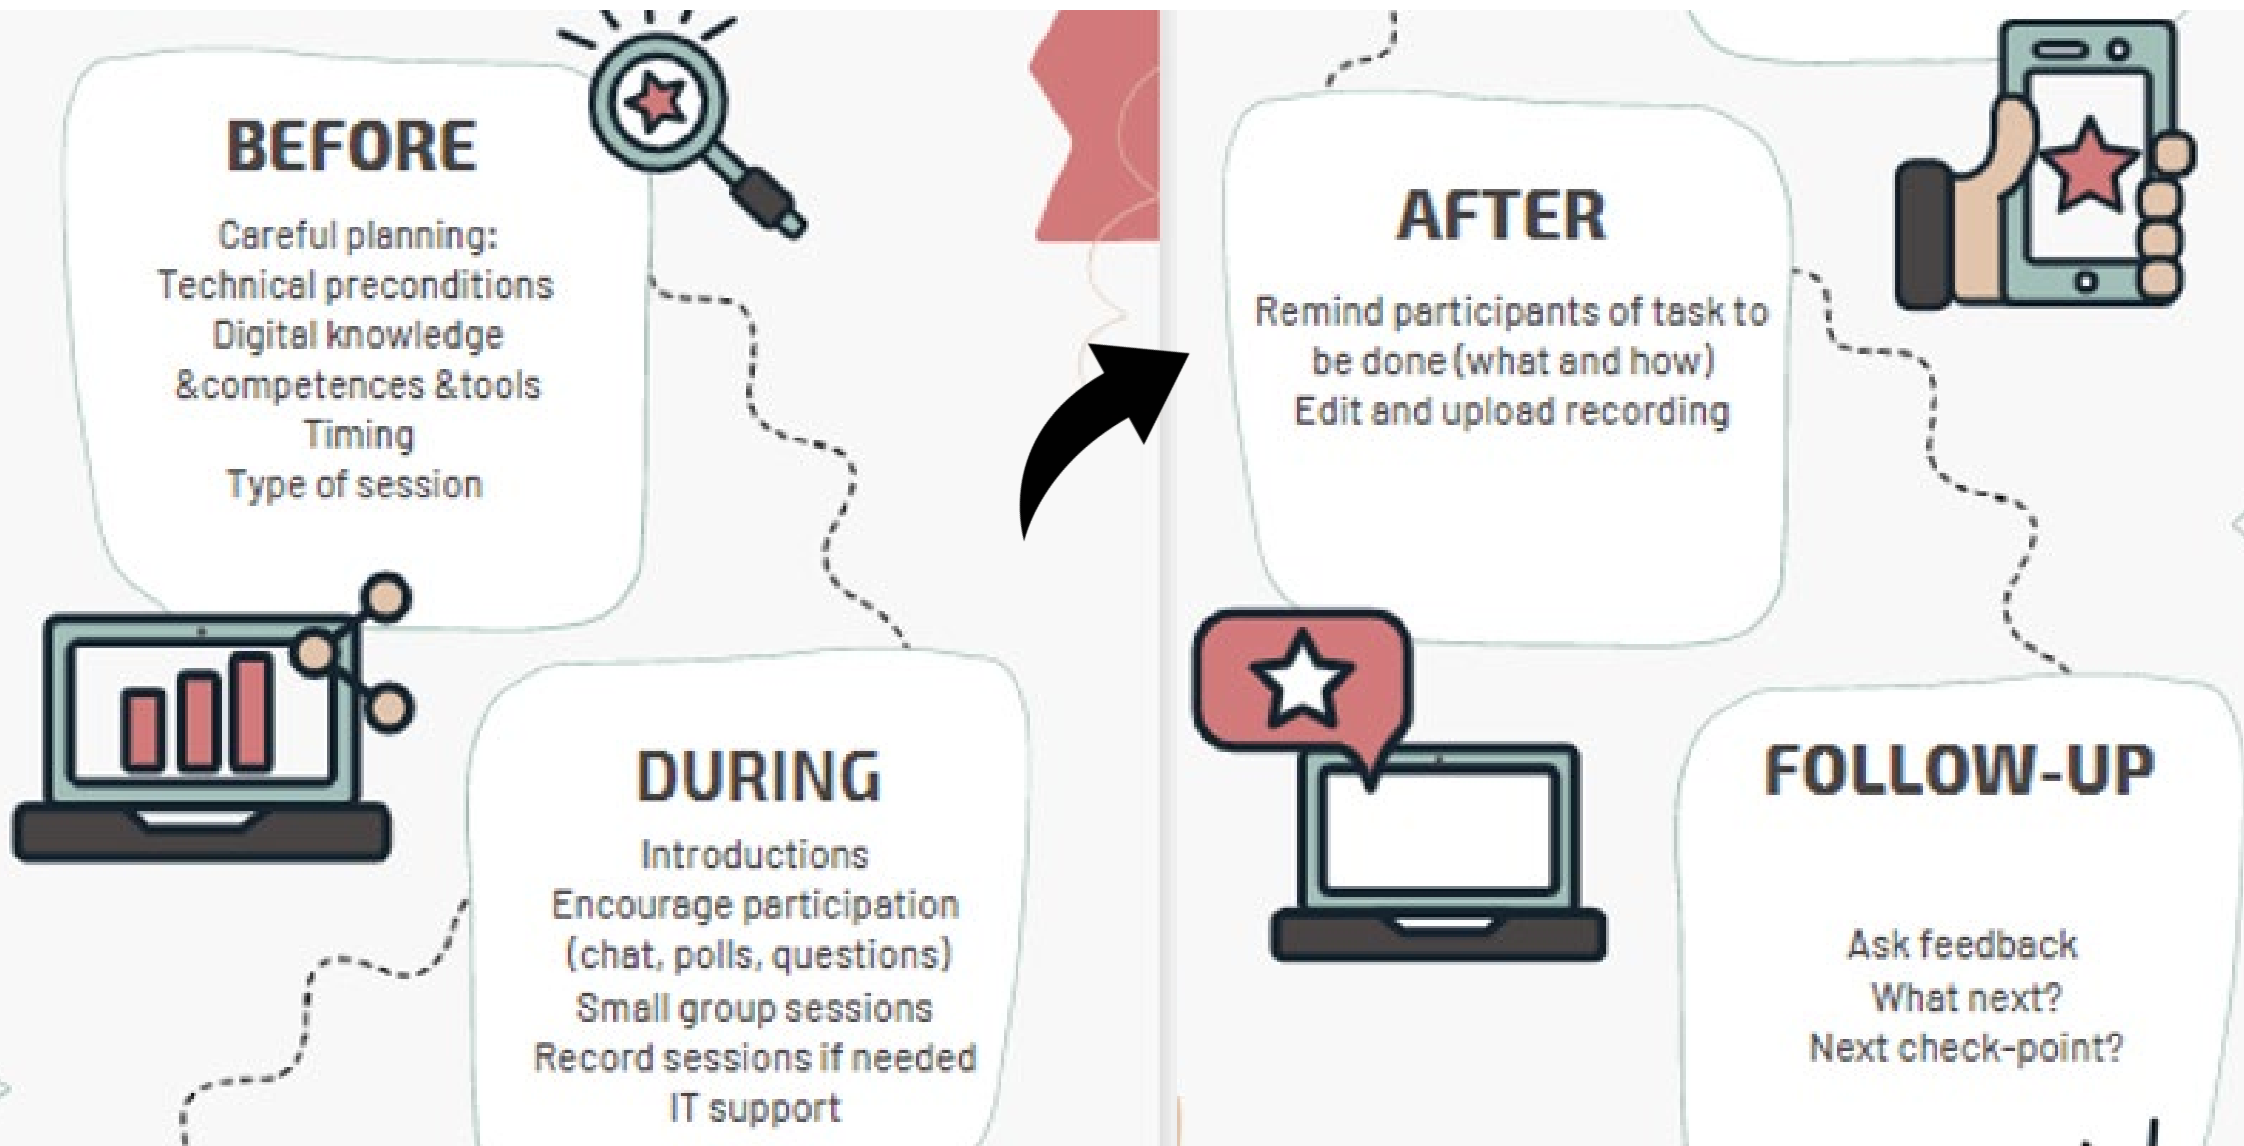 BEFORE
Careful planning:
Technical preconditions
Digital knowledge
&competences &tools
Timing
Type of session
DURING
Introductions
Encourage participation
(chat, polls, questions)
Small group sessions
Record sessions if needed
IT support
AFTER
Remind participants of task to
be done (what and how)
Edit and upload recording
FOLLOW-UP
Ask feedback
What next?
Next check-point?